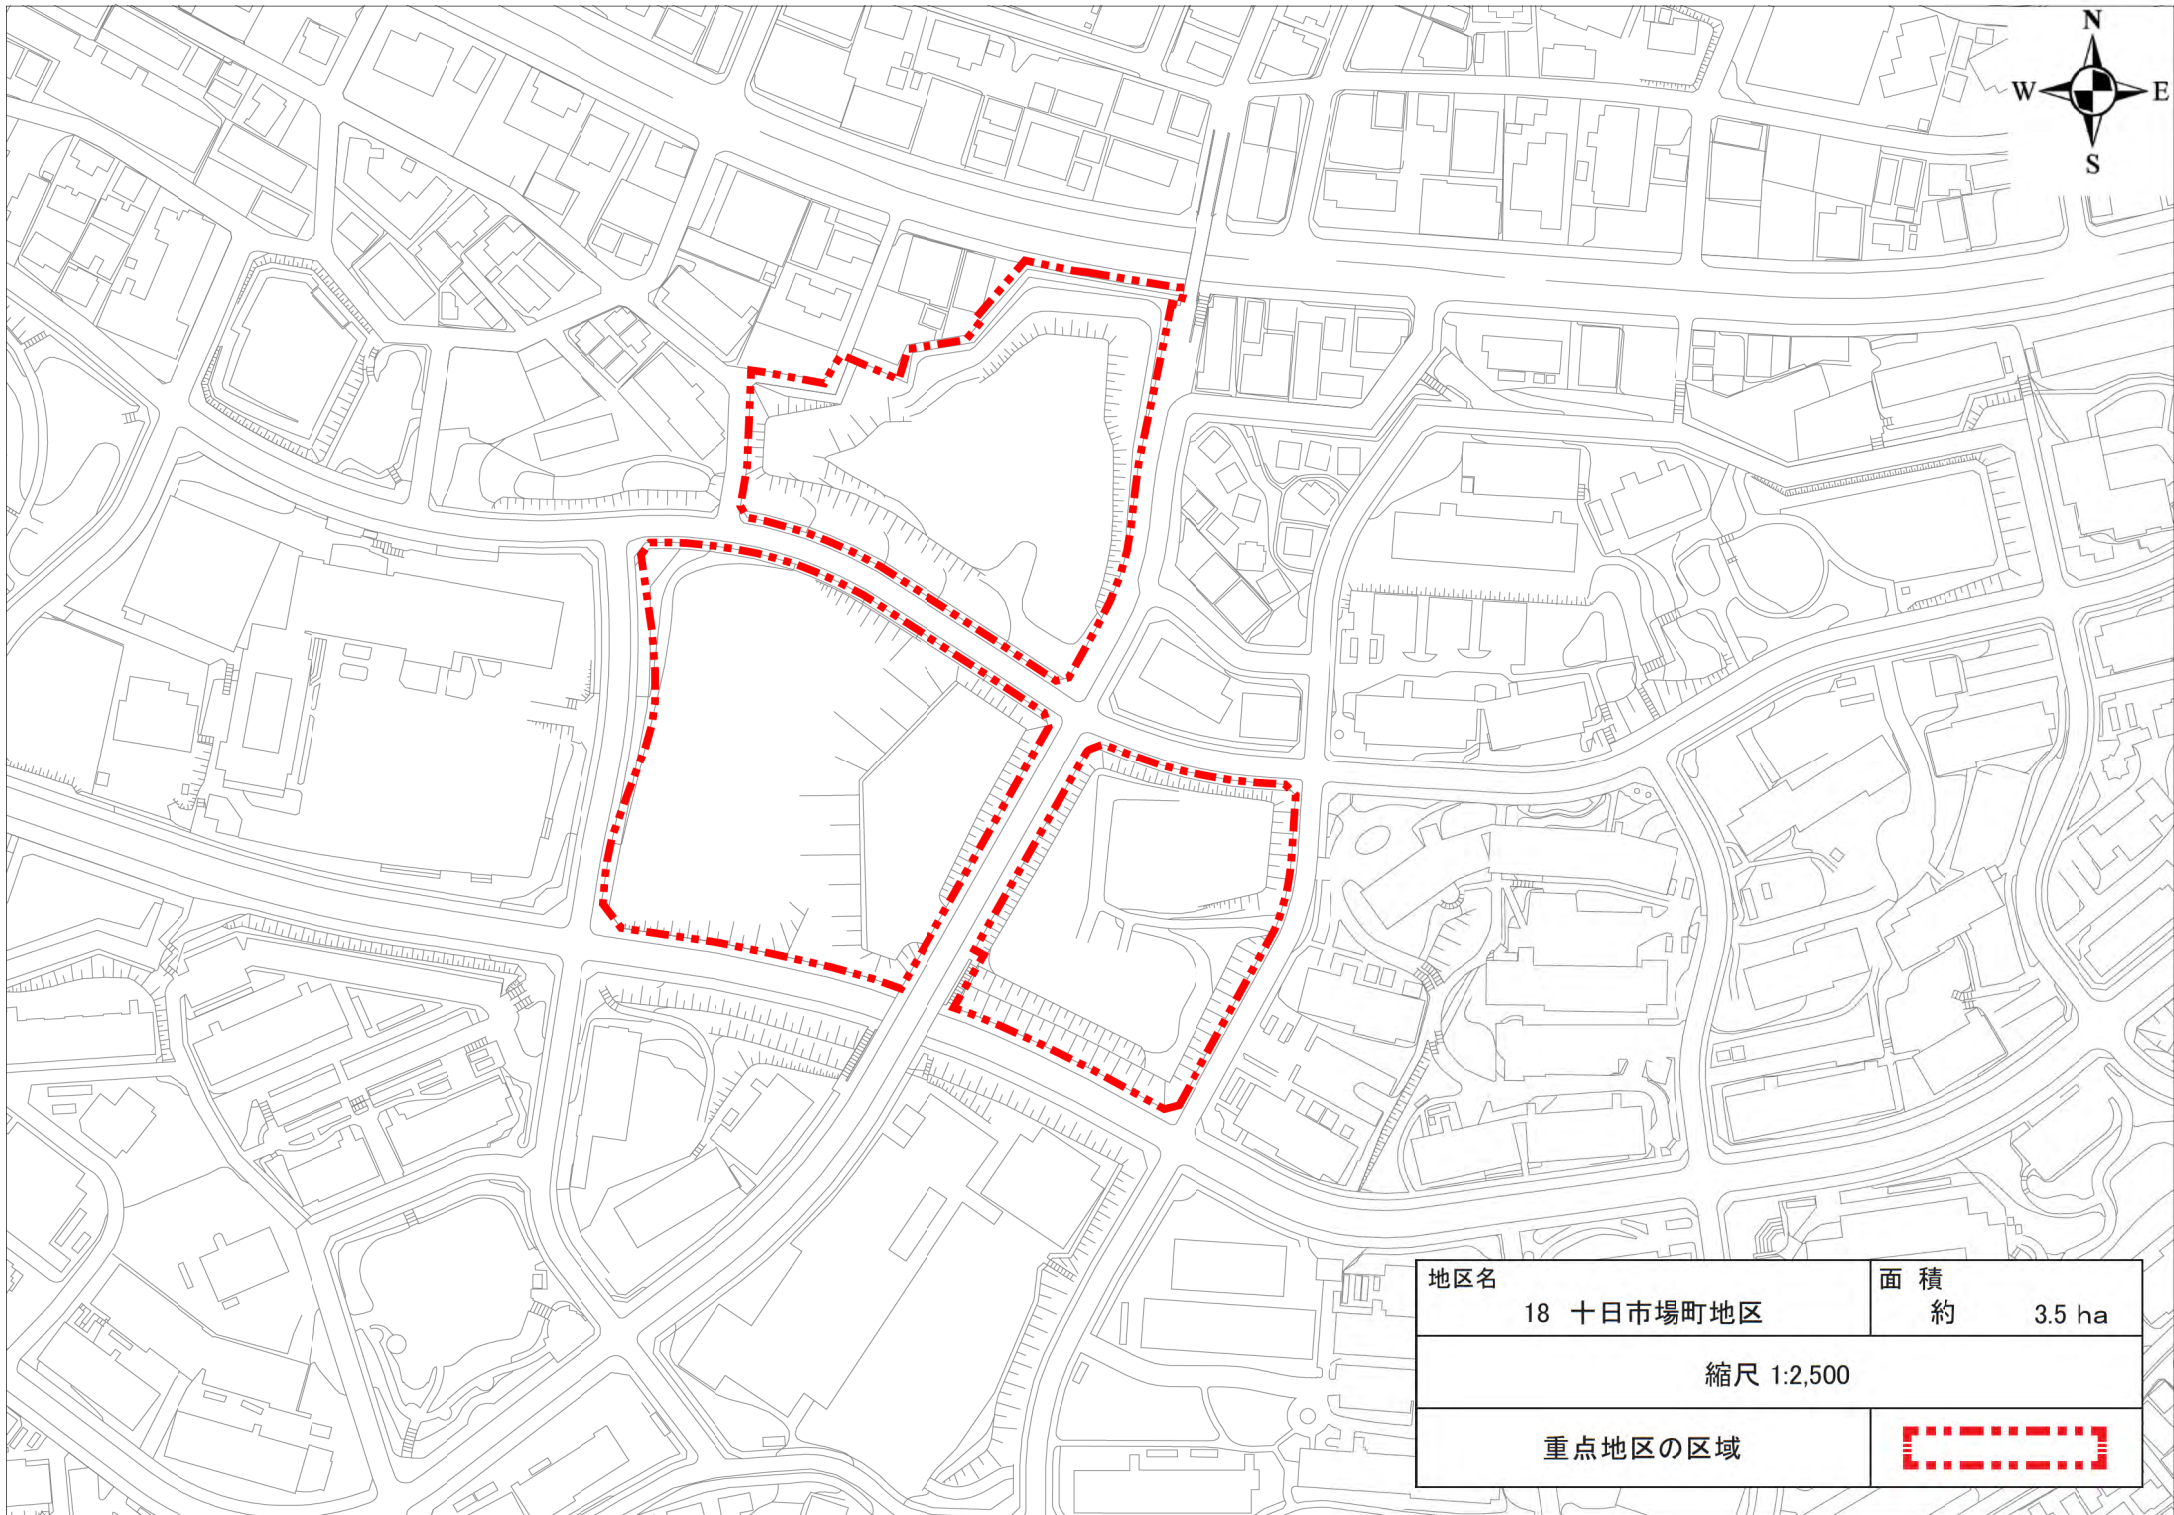 N
W E
S
地区名
18 十日市場町地区
面 積
約 3.5 ha
縮尺 1:2,500
重点地区の区域